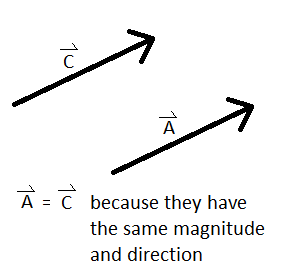 C⃗
A⃗
A⃗ = C⃗ because they have
the same magnitude
and direction